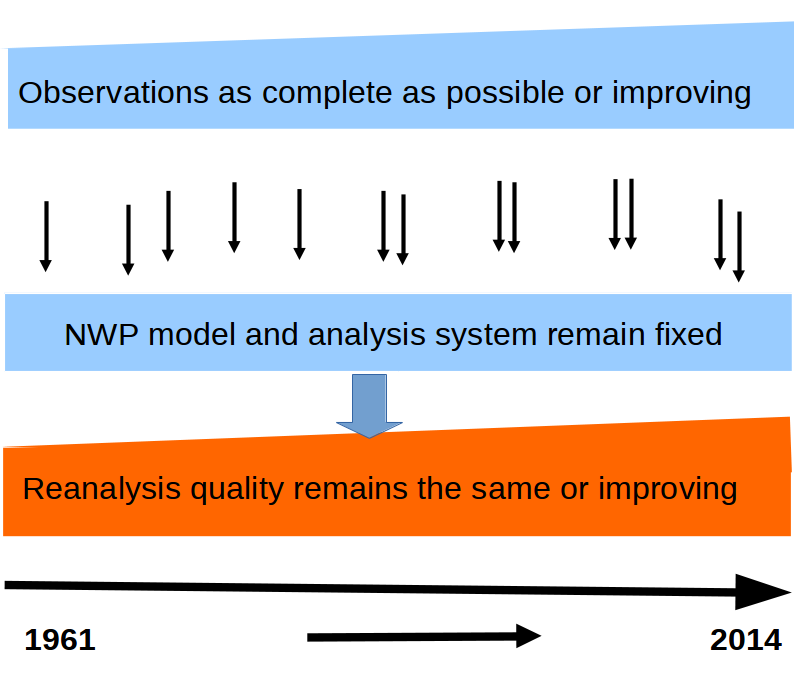 Observations as complete as possible or improving
NWP model and analysis system remain fixed
Reanalysis quality remains the same or improving
1961
2014